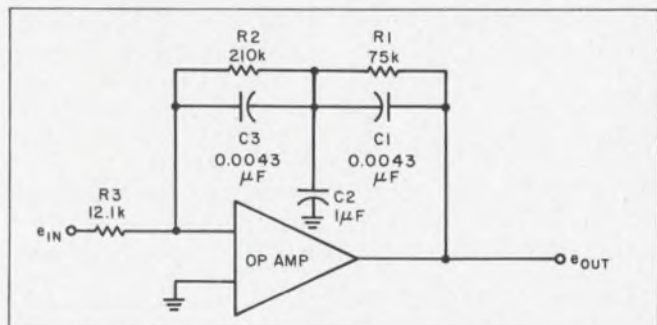 R2
210k
R1
75k
C3
0.0043
μF
C1
0.0043
μF
R3
12.1k
C2
1μF
eIN
OP AMP
eOUT